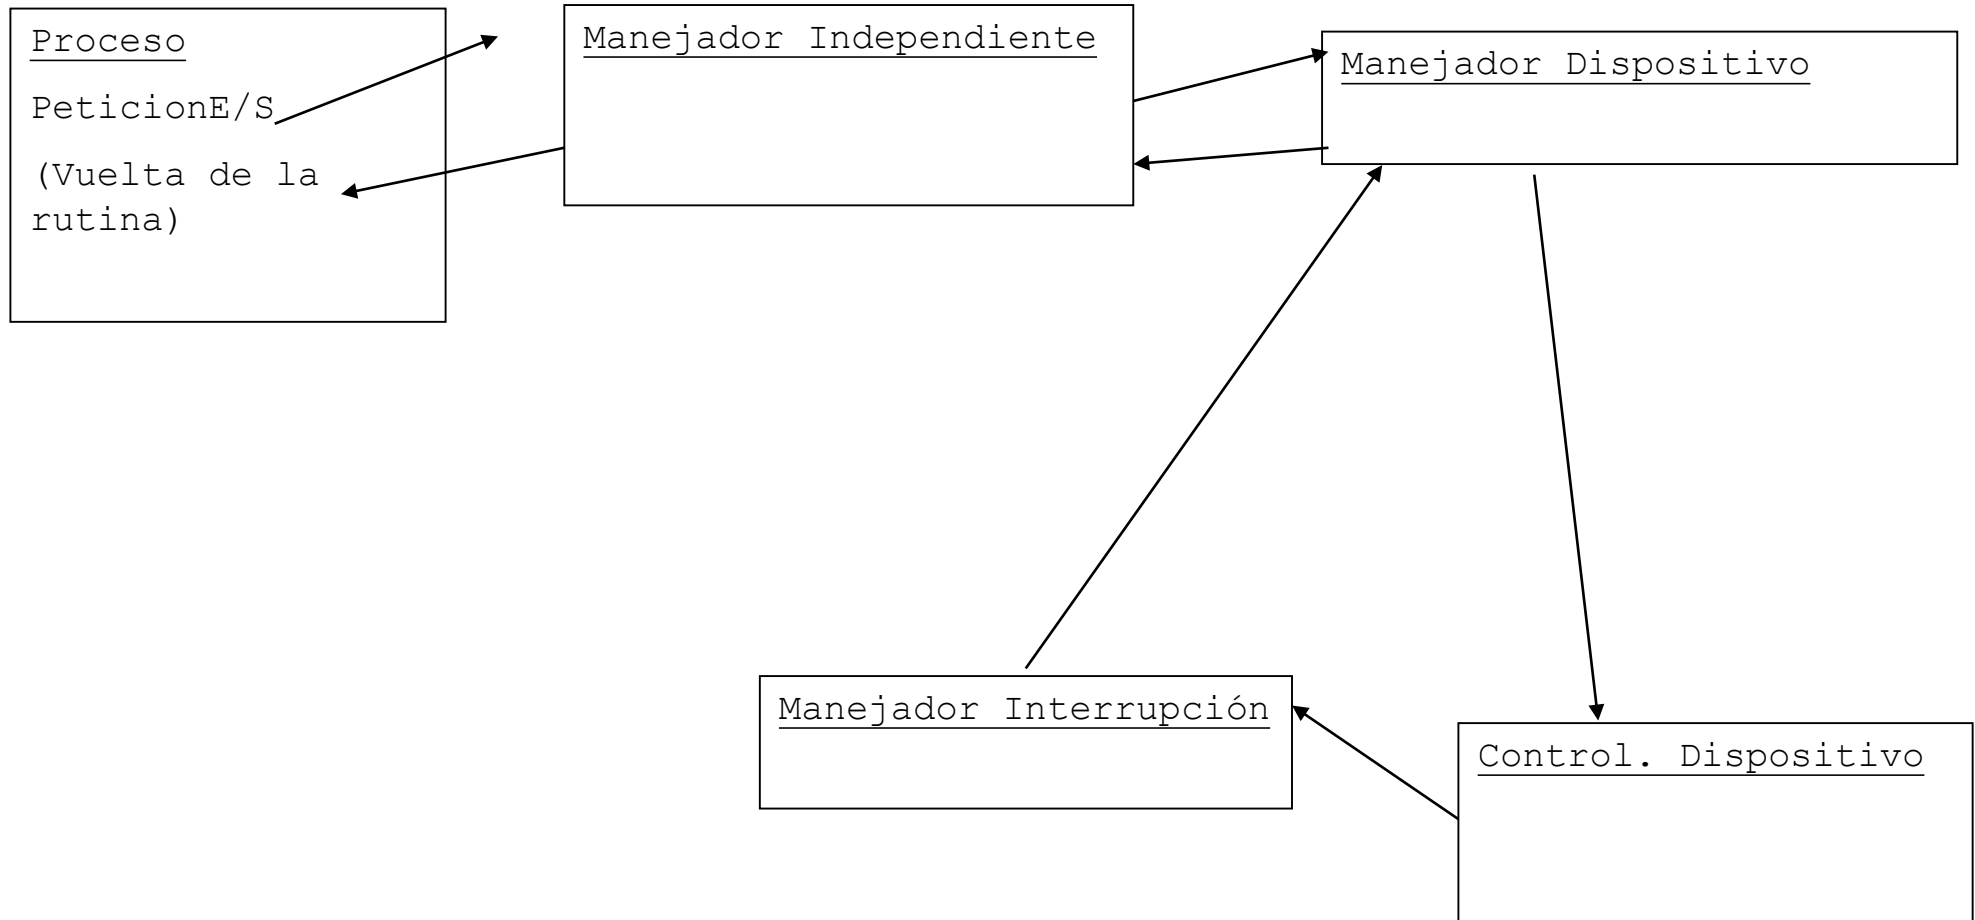 Proceso
PeticionE/S
(Vuelta de la
rutina)
Manejador Independiente
Manejador Dispositivo
Manejador Interrupción
Control. Dispositivo